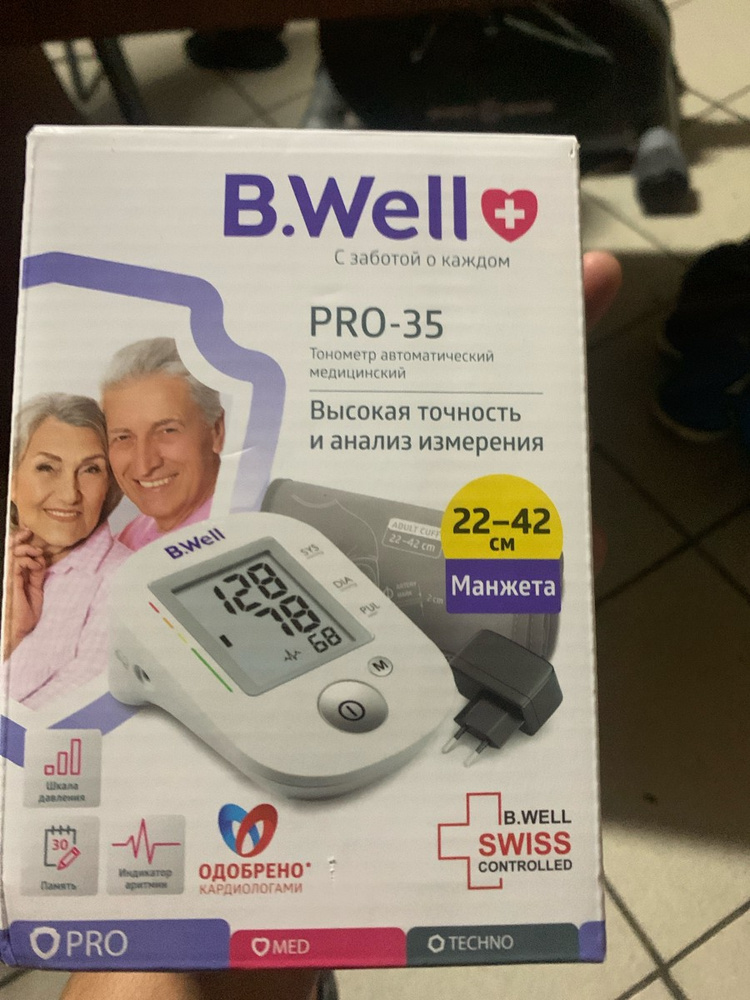 B.Well
С заботой о каждом
PRO-35
Тонометр автоматический
медицинский
Высокая точность
и анализ измерения
ADULT CUFF
22-42 cm
22–42
СМ
Манжета
B.Well
SYS
DIA
PUL
128
78
68
M
Шкала
давления
30
Память
Индикатор
аритмии
ОДОБРЕНО*
КАРДИОЛОГАМИ
B.WELL
SWISS
CONTROLLED
PRO
MED
TECHNO